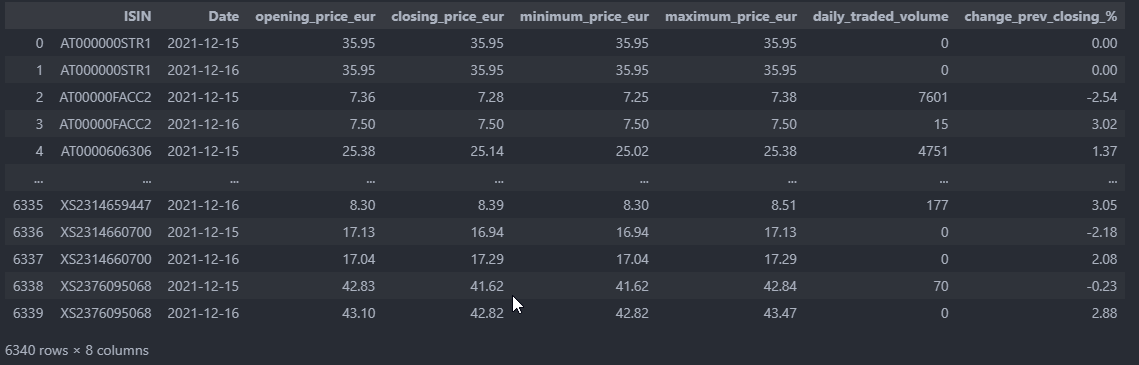 ISIN Date opening_price_eur closing_price_eur minimum_price_eur maximum_price_eur daily_traded_volume change_prev_closing_%
0 AT000000STR1 2021-12-15 35.95 35.95 35.95 35.95 0 0.00
1 AT000000STR1 2021-12-16 35.95 35.95 35.95 35.95 0 0.00
2 AT00000FACC2 2021-12-15 7.36 7.28 7.25 7.38 7601 -2.54
3 AT00000FACC2 2021-12-16 7.50 7.50 7.50 7.50 15 3.02
4 AT0000606306 2021-12-15 25.38 25.14 25.02 25.38 4751 1.37
... ... ... ... ... ... ... ... ...
6335 XS2314659447 2021-12-16 8.30 8.39 8.30 8.51 177 3.05
6336 XS2314660700 2021-12-15 17.13 16.94 16.94 17.13 0 -2.18
6337 XS2314660700 2021-12-16 17.04 17.29 17.04 17.29 0 2.08
6338 XS2376095068 2021-12-15 42.83 41.62 41.62 42.84 70 -0.23
6339 XS2376095068 2021-12-16 43.10 42.82 42.82 43.47 0 2.88
6340 rows × 8 columns